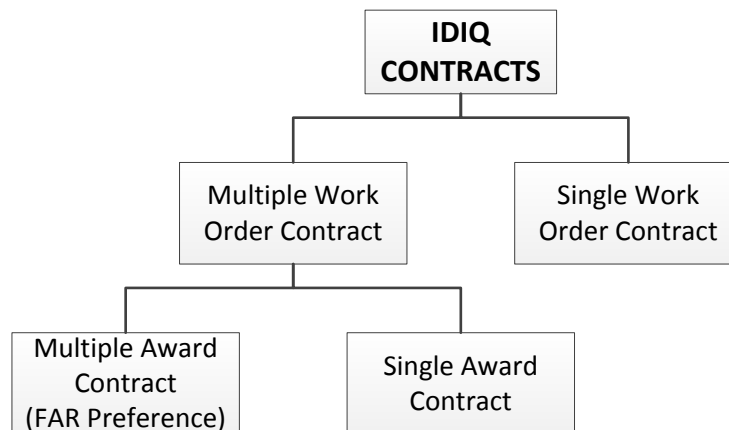 IDIQ
CONTRACTS
Multiple Work
Order Contract
Single Work
Order Contract
Multiple Award
Contract
(FAR Preference)
Single Award
Contract